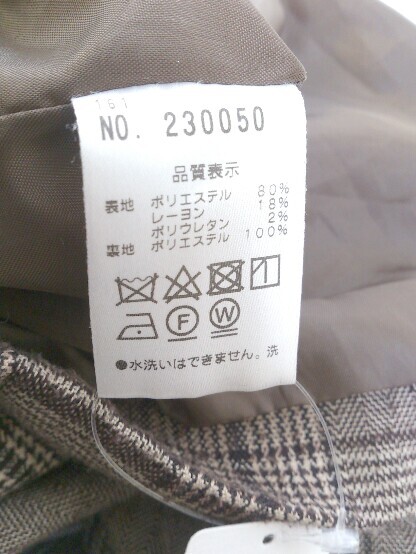 161
NO. 230050
品質表示
表地 ポリエステル 80%
レーヨン 18%
ポリウレタン 2%
裏地 ポリエステル 100%
F W
●水洗いはできません。洗